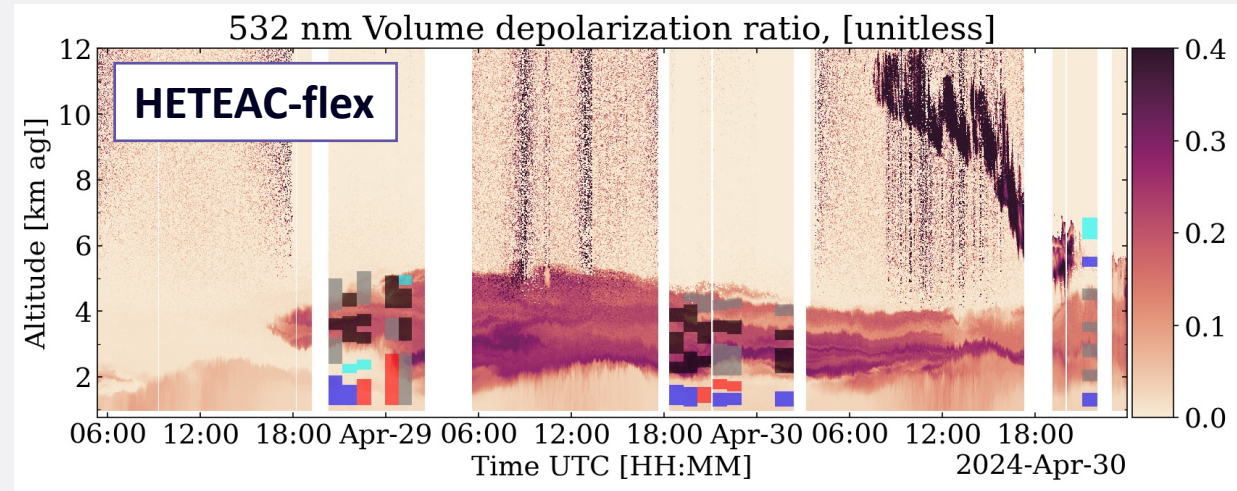 532 nm Volume depolarization ratio, [unitless]
HETEAC-flex
Altitude [km agl]
12
10
8
6
4
2
0.4
0.3
0.2
0.1
0.0
06:00 12:00 18:00 Apr-29 06:00 12:00 18:00 Apr-30 06:00 12:00 18:00
Time UTC [HH:MM]
2024-Apr-30